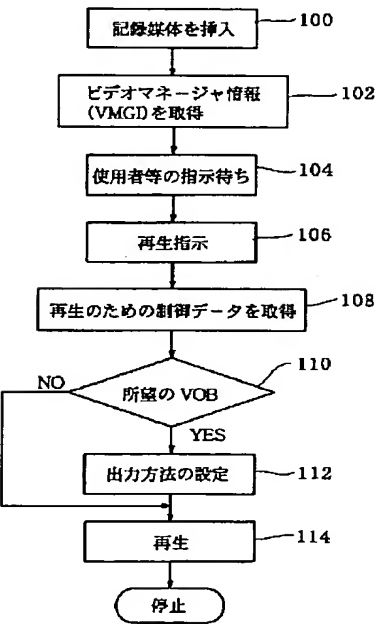 記録媒体を挿入
100
ビデオマネージャ情報
(VMGI)を取得
102
使用者等の指示待ち
104
再生指示
106
再生のための制御データを取得
108
所望の VOB
110
NO
YES
出力方法の設定
112
再生
114
停止